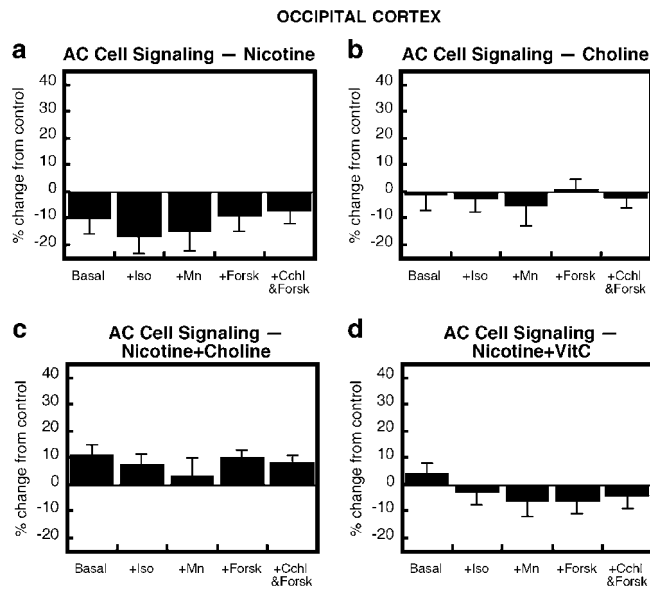 OCCIPITAL CORTEX
a
AC Cell Signaling — Nicotine
% change from control
40
30
20
10
0
-10
-20
Basal +Iso +Mn +Forsk +Cchl
&Forsk
b
AC Cell Signaling — Choline
% change from control
40
30
20
10
0
-10
-20
Basal +Iso +Mn +Forsk +Cchl
&Forsk
c
AC Cell Signaling —
Nicotine+Choline
% change from control
40
30
20
10
0
-10
-20
Basal +Iso +Mn +Forsk +Cchl
&Forsk
d
AC Cell Signaling —
Nicotine+VitC
% change from control
40
30
20
10
0
-10
-20
Basal +Iso +Mn +Forsk +Cchl
&Forsk